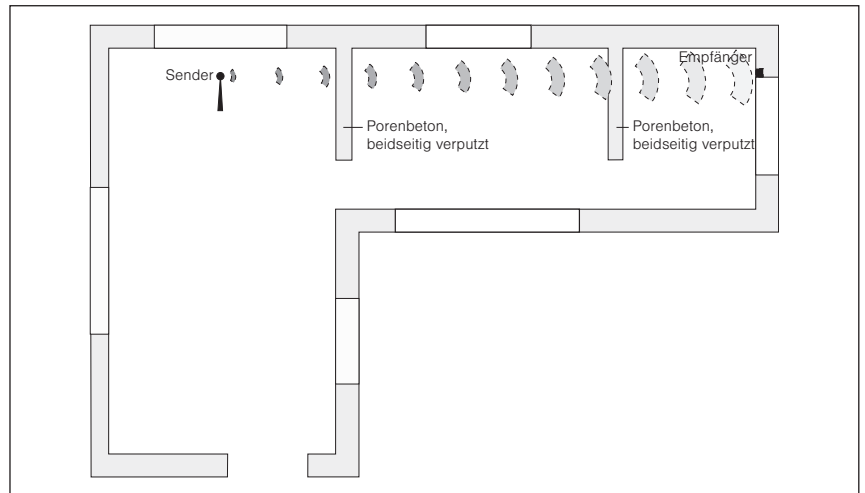 Empfänger
Sender
Porenbeton,
beidseitig verputzt
Porenbeton,
beidseitig verputzt